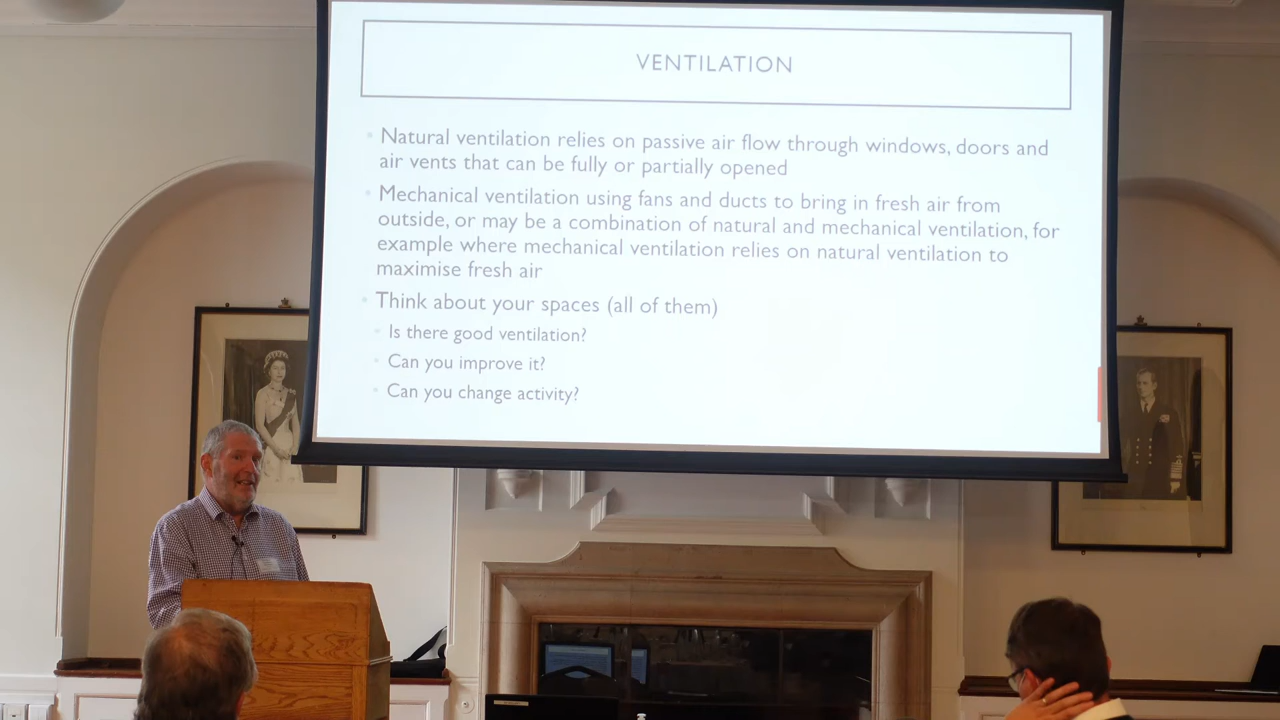 VENTILATION
Natural ventilation relies on passive air flow through windows, doors and
air vents that can be fully or partially opened
Mechanical ventilation using fans and ducts to bring in fresh air from
outside, or may be a combination of natural and mechanical ventilation, for
example where mechanical ventilation relies on natural ventilation to
maximise fresh air
Think about your spaces (all of them)
Is there good ventilation?
Can you improve it?
Can you change activity?